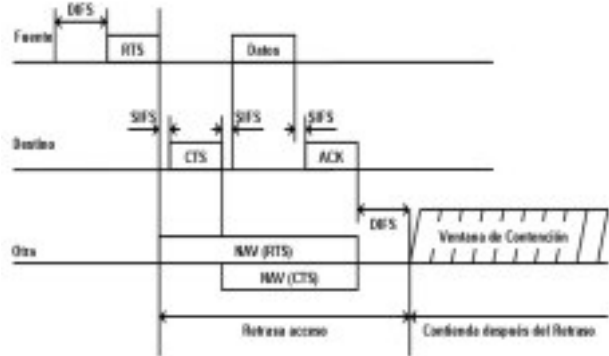 DIFS
Fuente
RTS
Datos
SIFS
SIFS
SIFS
Destino
CTS
ACK
DIFS
Ventana de Contención
Otra
NAV (RTS)
NAV (CTS)
Retrasa acceso
Contienda después del Retraso